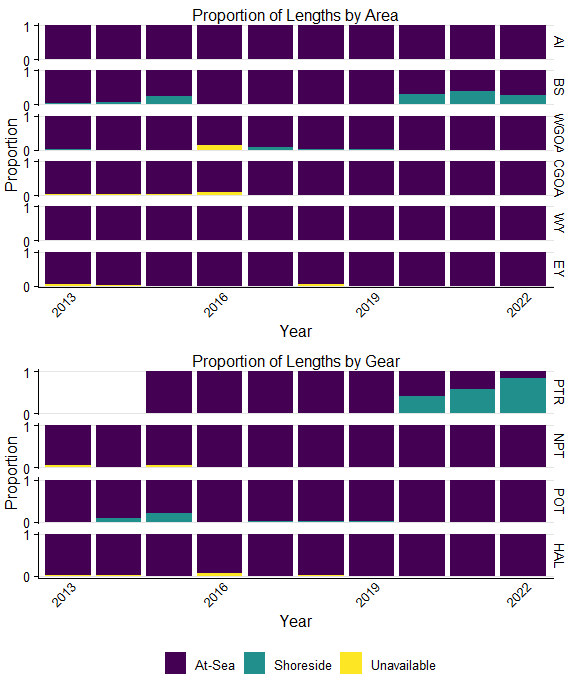 Proportion of Lengths by Area
Proportion
1
0
AI
1
0
BS
1
0
WGOA
1
0
CGOA
1
0
WY
1
0
EY
2013
2016
2019
2022
Year
Proportion of Lengths by Gear
Proportion
1
0
PTR
1
0
NPT
1
0
POT
1
0
HAL
2013
2016
2019
2022
Year
At-Sea
Shoreside
Unavailable